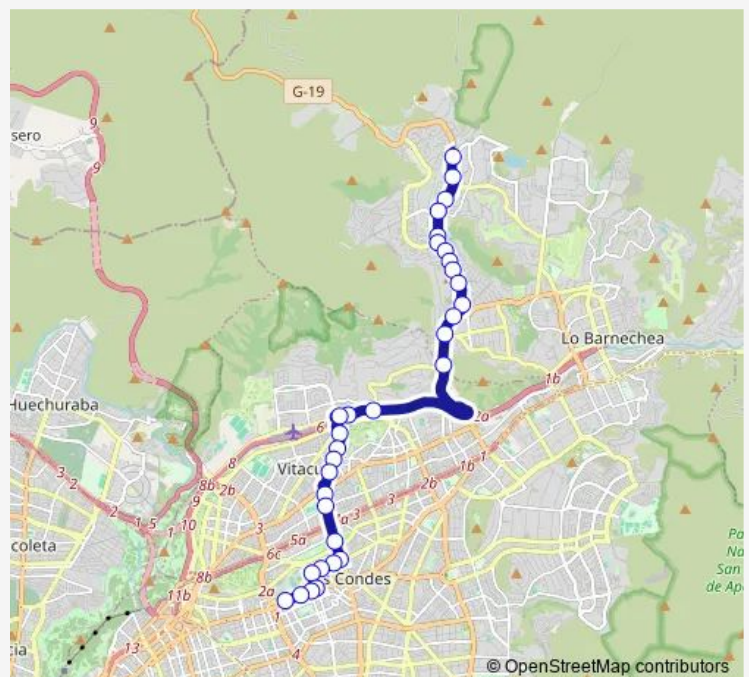 G-19
9
sero
9
Lo Barnechea
1b
Huechuraba
6
2a
8
Vitacu
1
1b
2b
3 2
8b 2b
9
1 5
1 10
3
3
3
2b
a
5a
coleta
6c
8b
s Condes
2a
11b
1
Pa
Na
San
de Ap
cia
13
4
© OpenStreetMap contributors